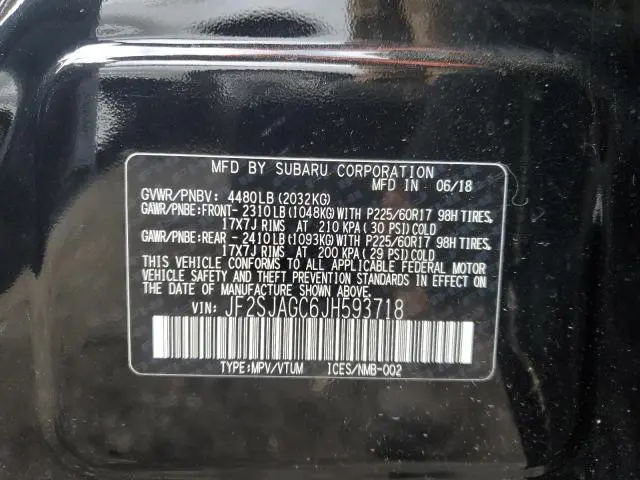 MFD BY SUBARU CORPORATION
MFD IN 06/18
GVWR/PNBV: 4480LB (2032KG)
GAWR/PNBE:FRONT- 2310LB (1048KG) WITH P225/60R17 98H TIRES,
17X7J RIMS AT 210 KPA ( 30 PSI) COLD
GAWR/PNBE:REAR - 2410LB (1093KG) WITH P225/60R17 98H TIRES,
17X7J RIMS AT 200 KPA ( 29 PSI) COLD
THIS VEHICLE CONFORMS TO ALL APPLICABLE FEDERAL MOTOR
VEHICLE SAFETY AND THEFT PREVENTION STANDARDS IN EFFECT ON
THE DATE OF MANUFACTURE SHOWN ABOVE.
VIN: JF2SJAGC6JH593718
TYPE:MPV/VTUM ICES/NMB-002